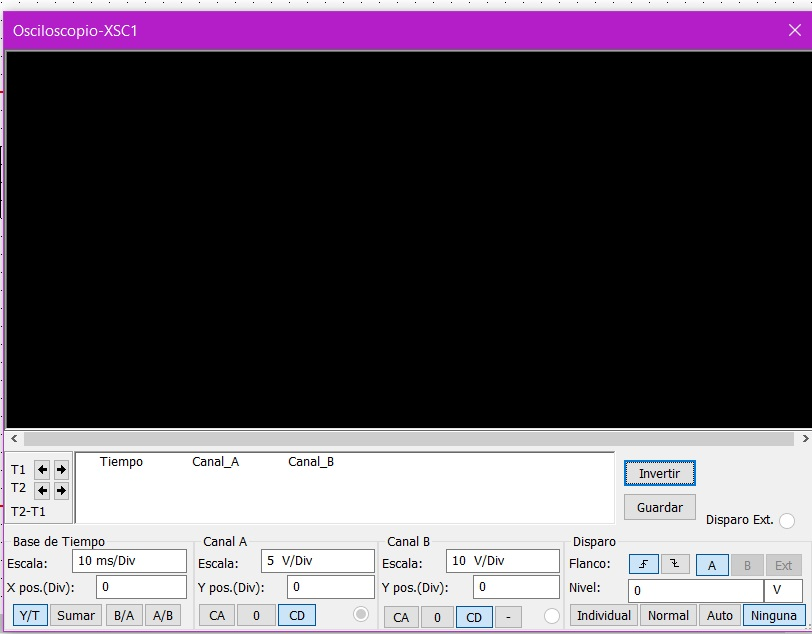 Osciloscopio-XSC1
Tiempo Canal_A Canal_B
T1
T2
T2-T1
Invertir
Guardar
Disparo Ext.
Base de Tiempo
Escala: 10 ms/Div
X pos.(Div): 0
Y/T Sumar B/A A/B
Canal A
Escala: 5 V/Div
Y pos.(Div): 0
CA 0 CD
Canal B
Escala: 10 V/Div
Y pos.(Div): 0
CA 0 CD -
Disparo
Flanco: A B Ext
Nivel: 0 V
Individual Normal Auto Ninguna